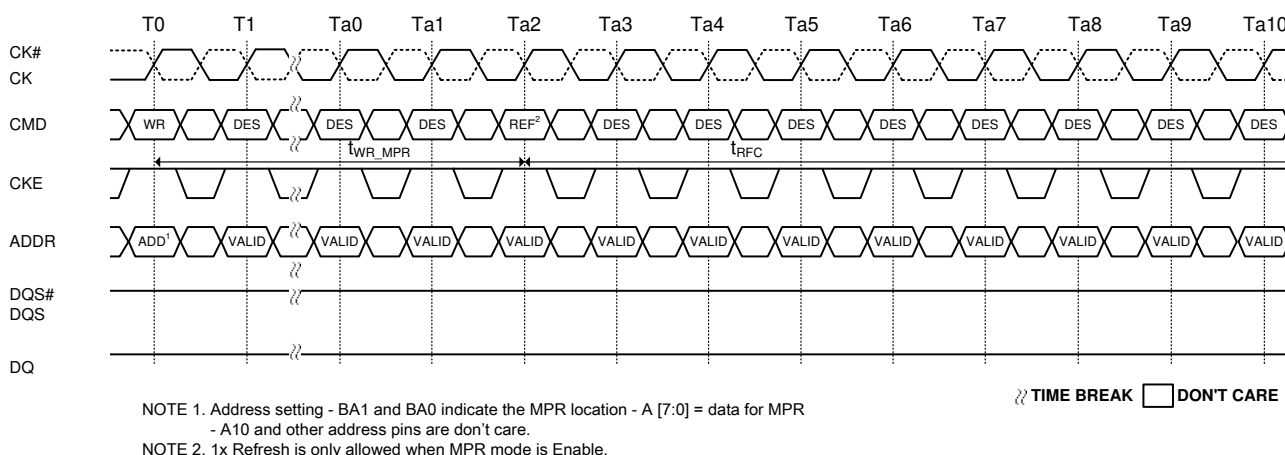 T0 T1 Ta0 Ta1 Ta2 Ta3 Ta4 Ta5 Ta6 Ta7 Ta8 Ta9 Ta10
CK#
CK
CMD WR DES DES DES REF² DES DES DES DES DES DES DES DES
tWR_MPR tRFC
CKE
ADDR ADD¹ VALID VALID VALID VALID VALID VALID VALID VALID VALID VALID VALID VALID
DQS#
DQS
DQ
TIME BREAK DON'T CARE
NOTE 1. Address setting - BA1 and BA0 indicate the MPR location - A [7:0] = data for MPR
- A10 and other address pins are don't care.
NOTE 2. 1x Refresh is only allowed when MPR mode is Enable.